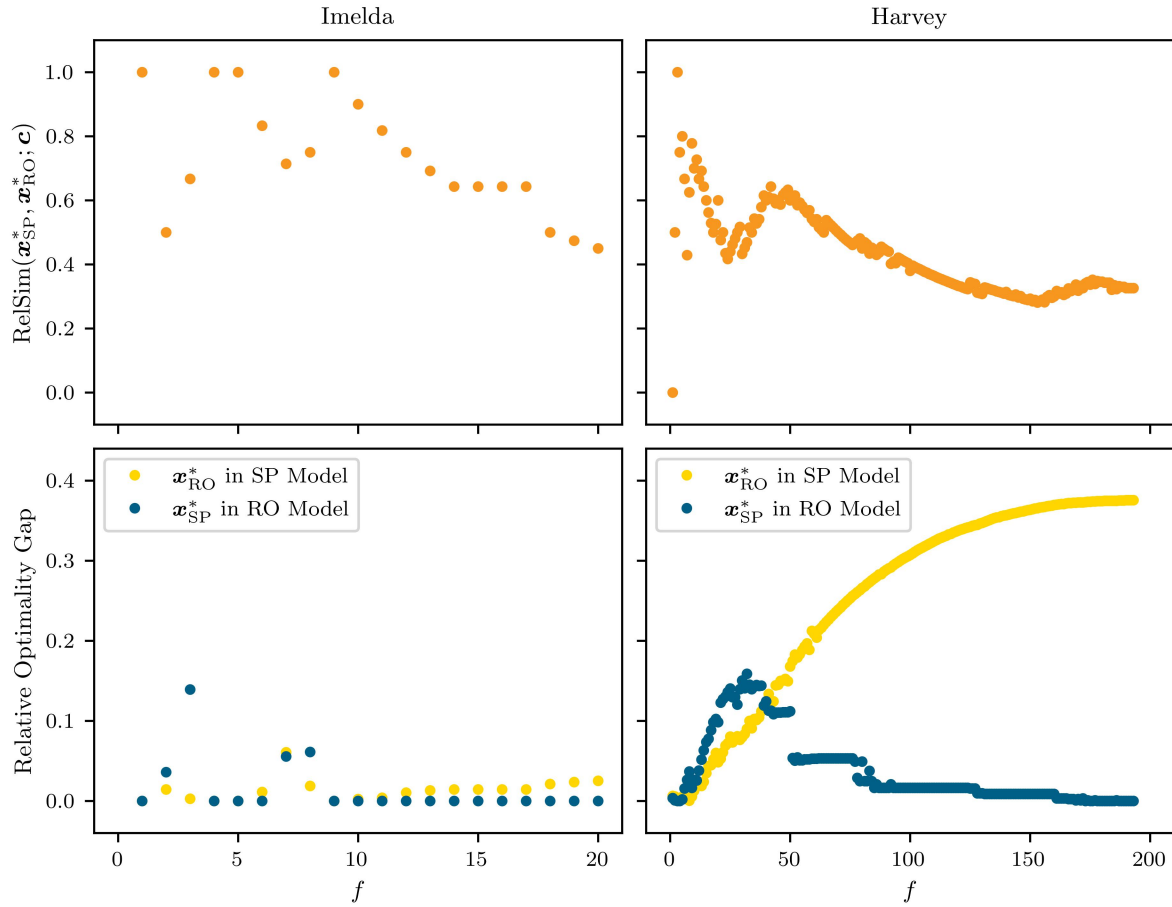 Imelda
Harvey
RelSim(x*SP, x*RO; c)
1.0
0.8
0.6
0.4
0.2
0.0
Relative Optimality Gap
0.4
0.3
0.2
0.1
0.0
x*RO in SP Model
x*SP in RO Model
x*RO in SP Model
x*SP in RO Model
0 5 10 15 20
0 50 100 150 200
f
f